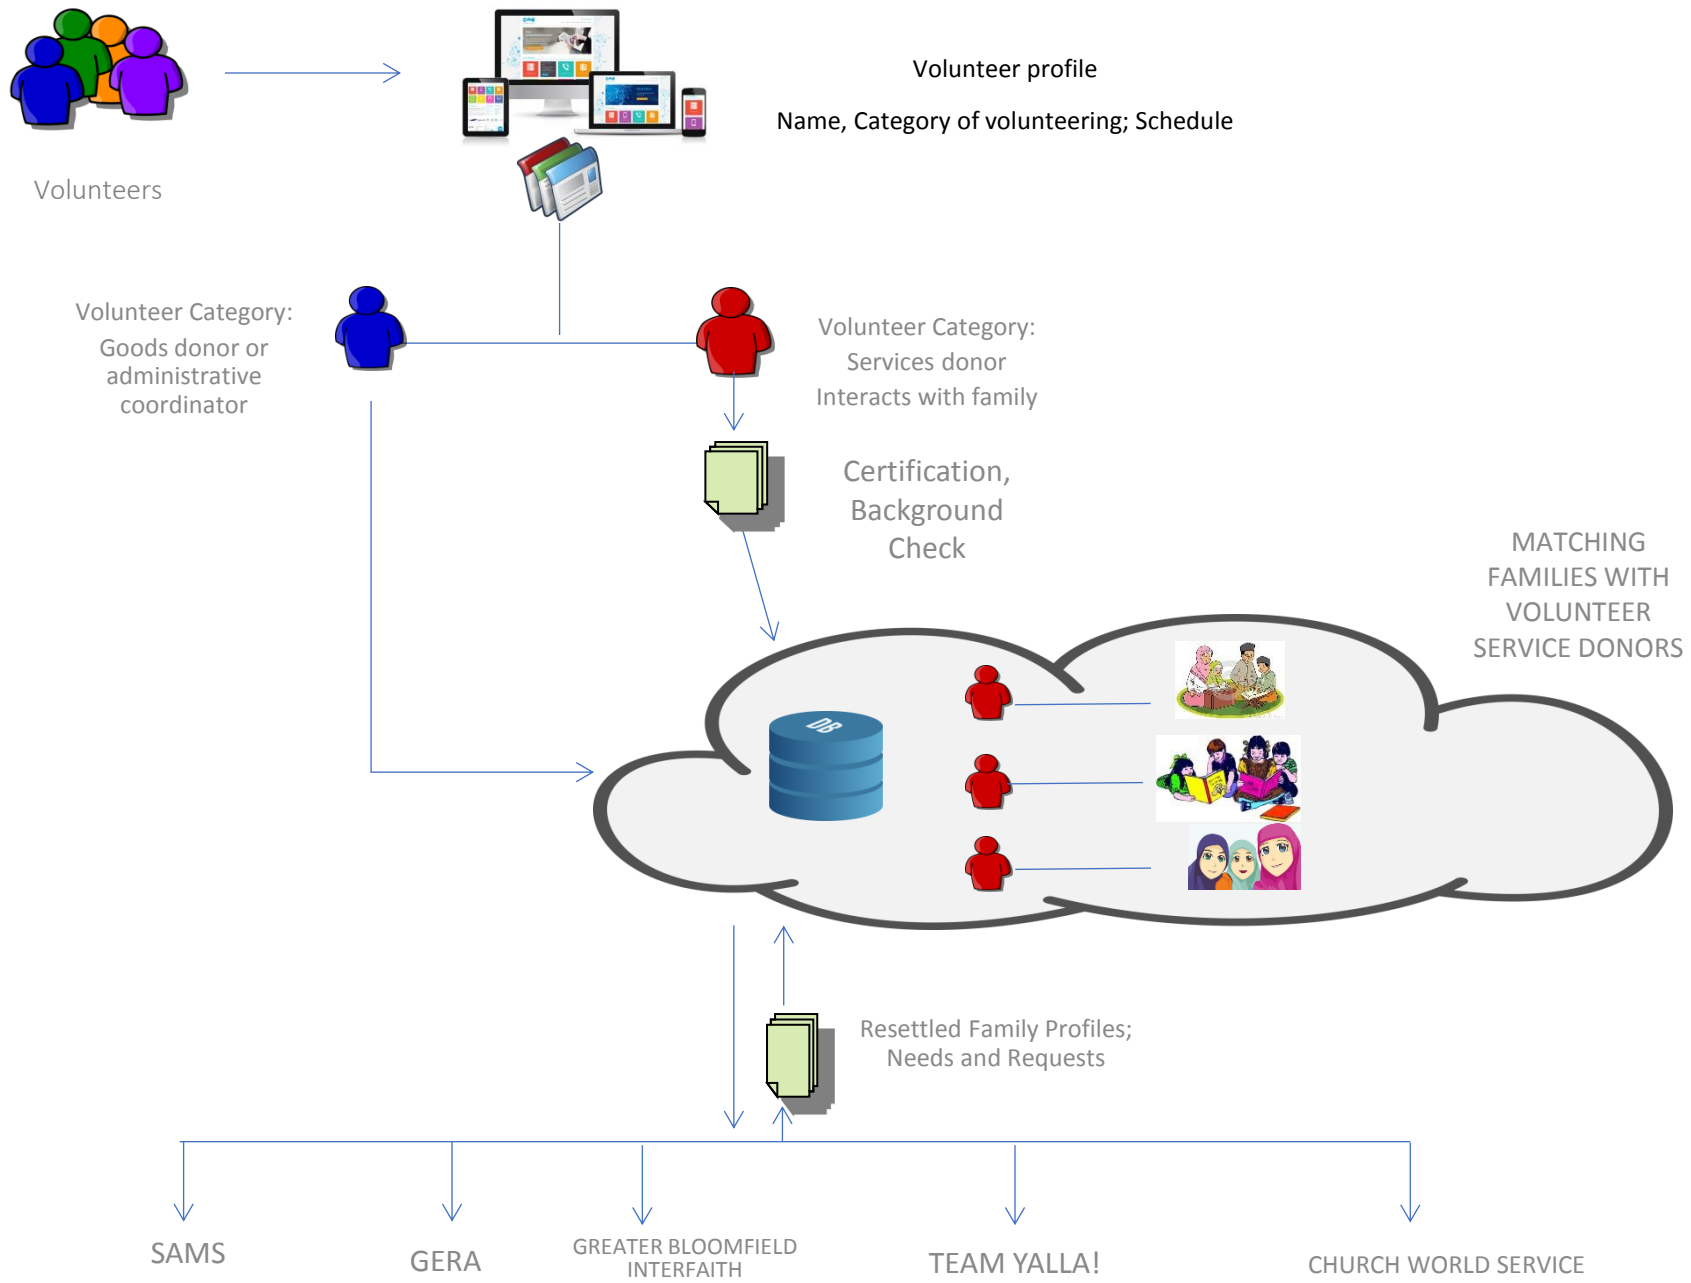 Volunteers
Volunteer profile
Name, Category of volunteering; Schedule
Volunteer Category:
Goods donor or
administrative
coordinator
Volunteer Category:
Services donor
Interacts with family
Certification,
Background
Check
MATCHING
FAMILIES WITH
VOLUNTEER
SERVICE DONORS
DB
Resettled Family Profiles;
Needs and Requests
SAMS
GERA
GREATER BLOOMFIELD
INTERFAITH
TEAM YALLA!
CHURCH WORLD SERVICE